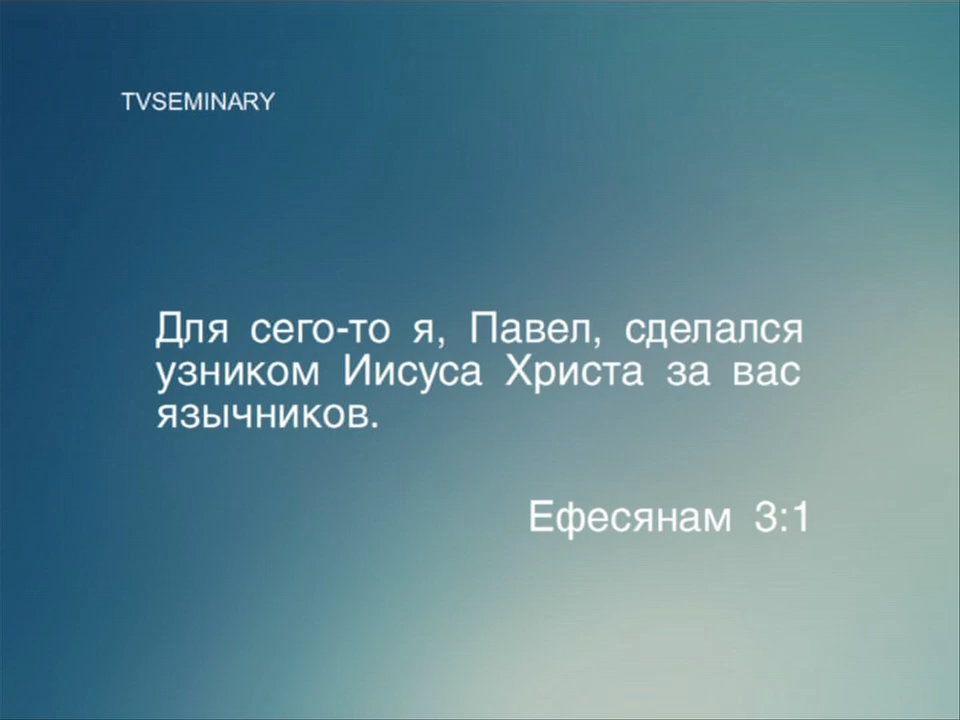 TVSEMINARY
Для сего-то я, Павел, сделался
узником Иисуса Христа за вас
язычников.
Ефесянам 3:1